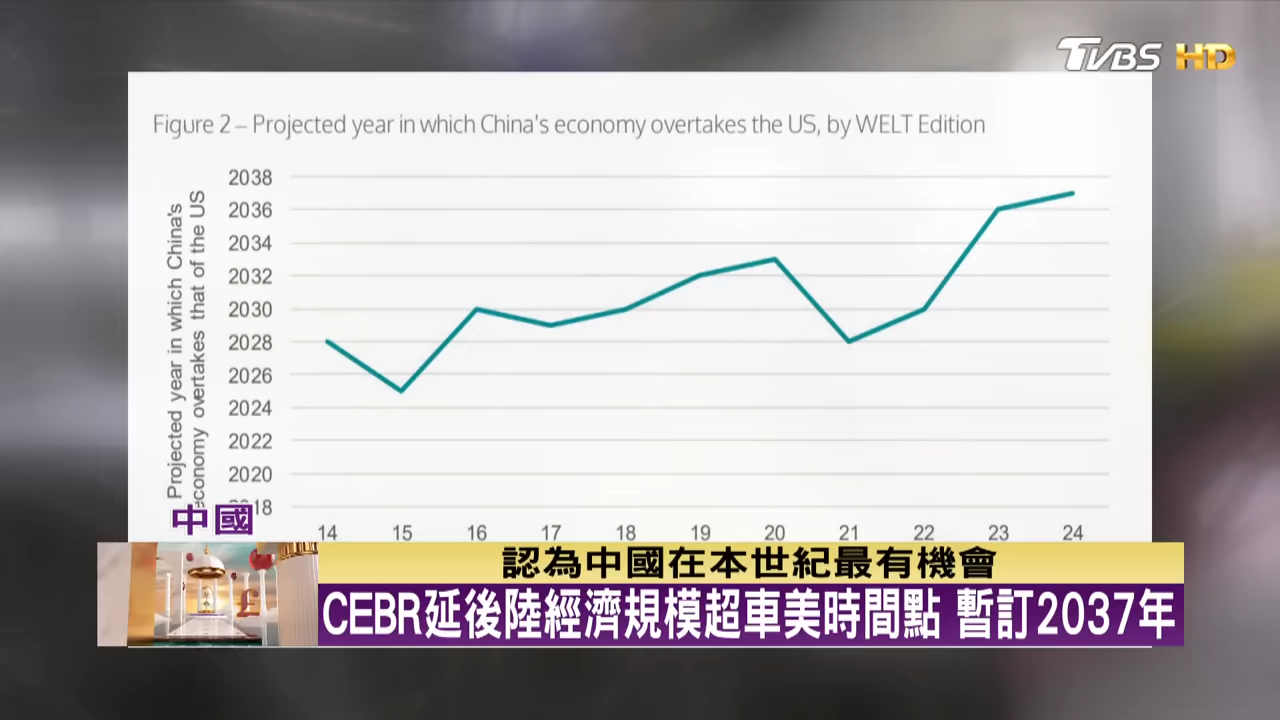 TVBS HD
Figure 2 – Projected year in which China's economy overtakes the US, by WELT Edition
Projected year in which China's
economy overtakes that of the US
2038
2036
2034
2032
2030
2028
2026
2024
2022
2020
18
14 15 16 17 18 19 20 21 22 23 24
中國
認為中國在本世紀最有機會
CEBR延後陸經濟規模超車美時間點 暫訂2037年